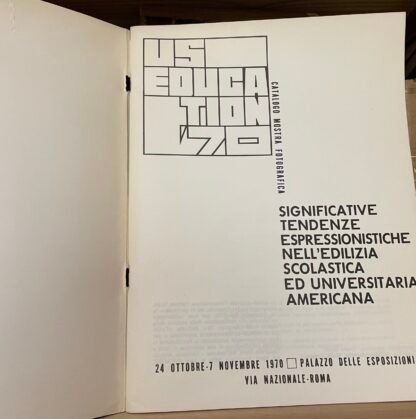 US
EDUCA
TION
'70
CATALOGO MOSTRA FOTOGRAFICA
SIGNIFICATIVE
TENDENZE
ESPRESSIONISTICHE
NELL'EDILIZIA
SCOLASTICA
ED UNIVERSITARIA
AMERICANA
24 OTTOBRE-7 NOVEMBRE 1970 □ PALAZZO DELLE ESPOSIZIONI
VIA NAZIONALE-ROMA